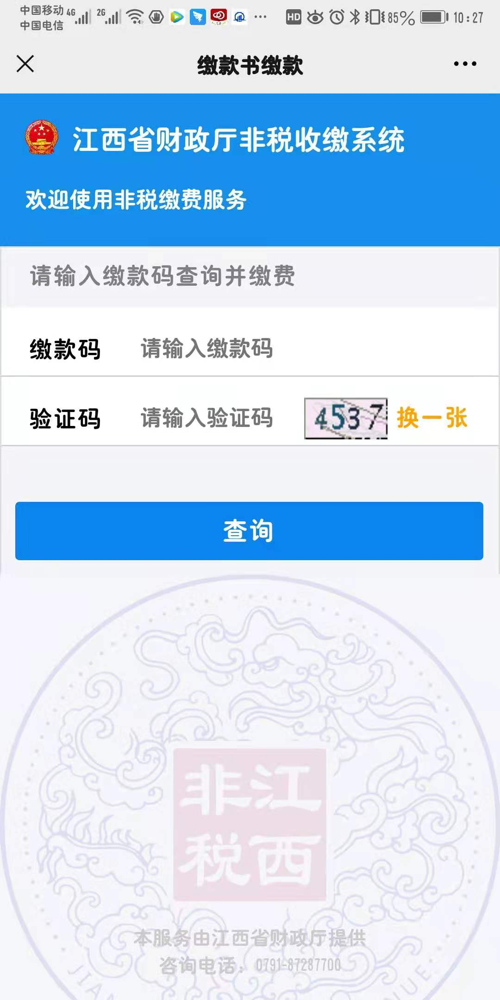 中国移动 4G 2G HD 85% 10:27
中国电信
缴款书缴款
江西省财政厅非税收缴系统
欢迎使用非税缴费服务
请输入缴款码查询并缴费
缴款码 请输入缴款码
验证码 请输入验证码 4537 换一张
查询
非江
税西
本服务由江西省财政厅提供
咨询电话：0791-87287700